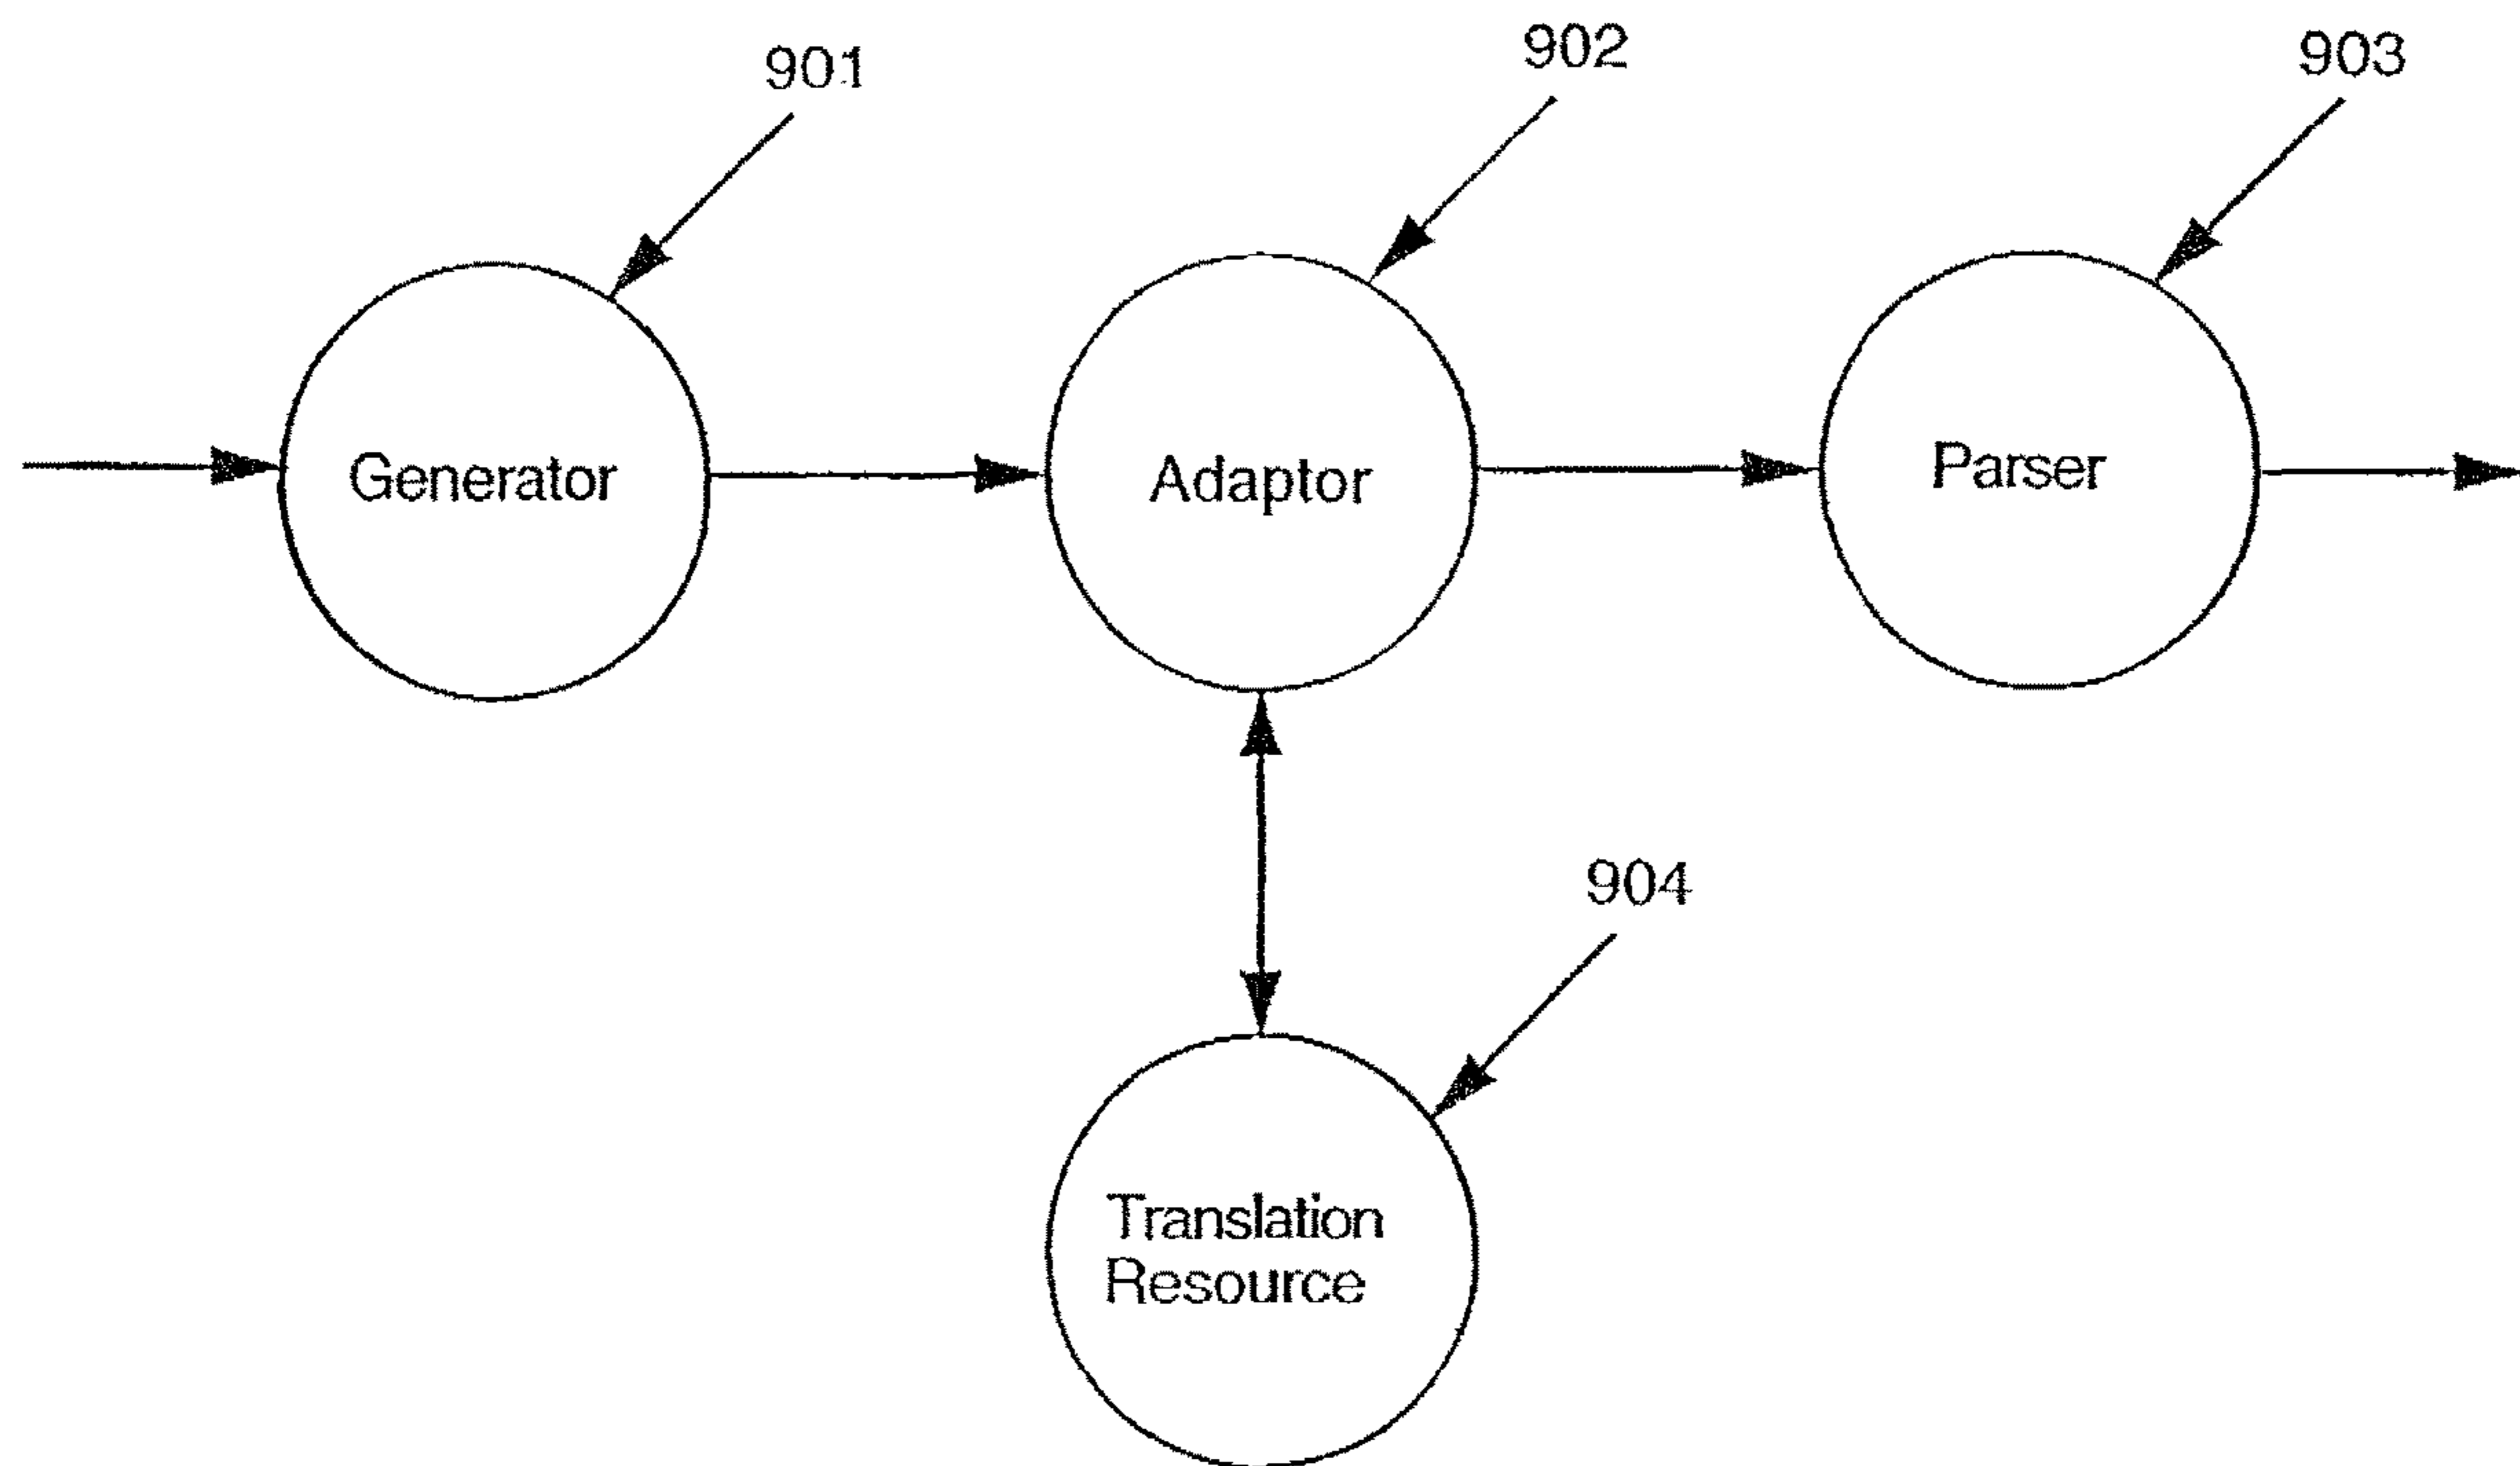 901
902
903
Generator
Adaptor
Parser
904
Translation
Resource